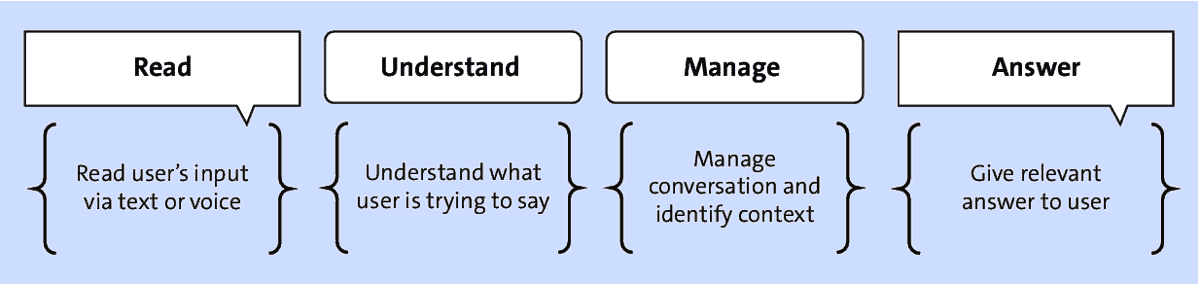 Read
Understand
Manage
Answer
Read user’s input
via text or voice
Understand what
user is trying to say
Manage
conversation and
identify context
Give relevant
answer to user